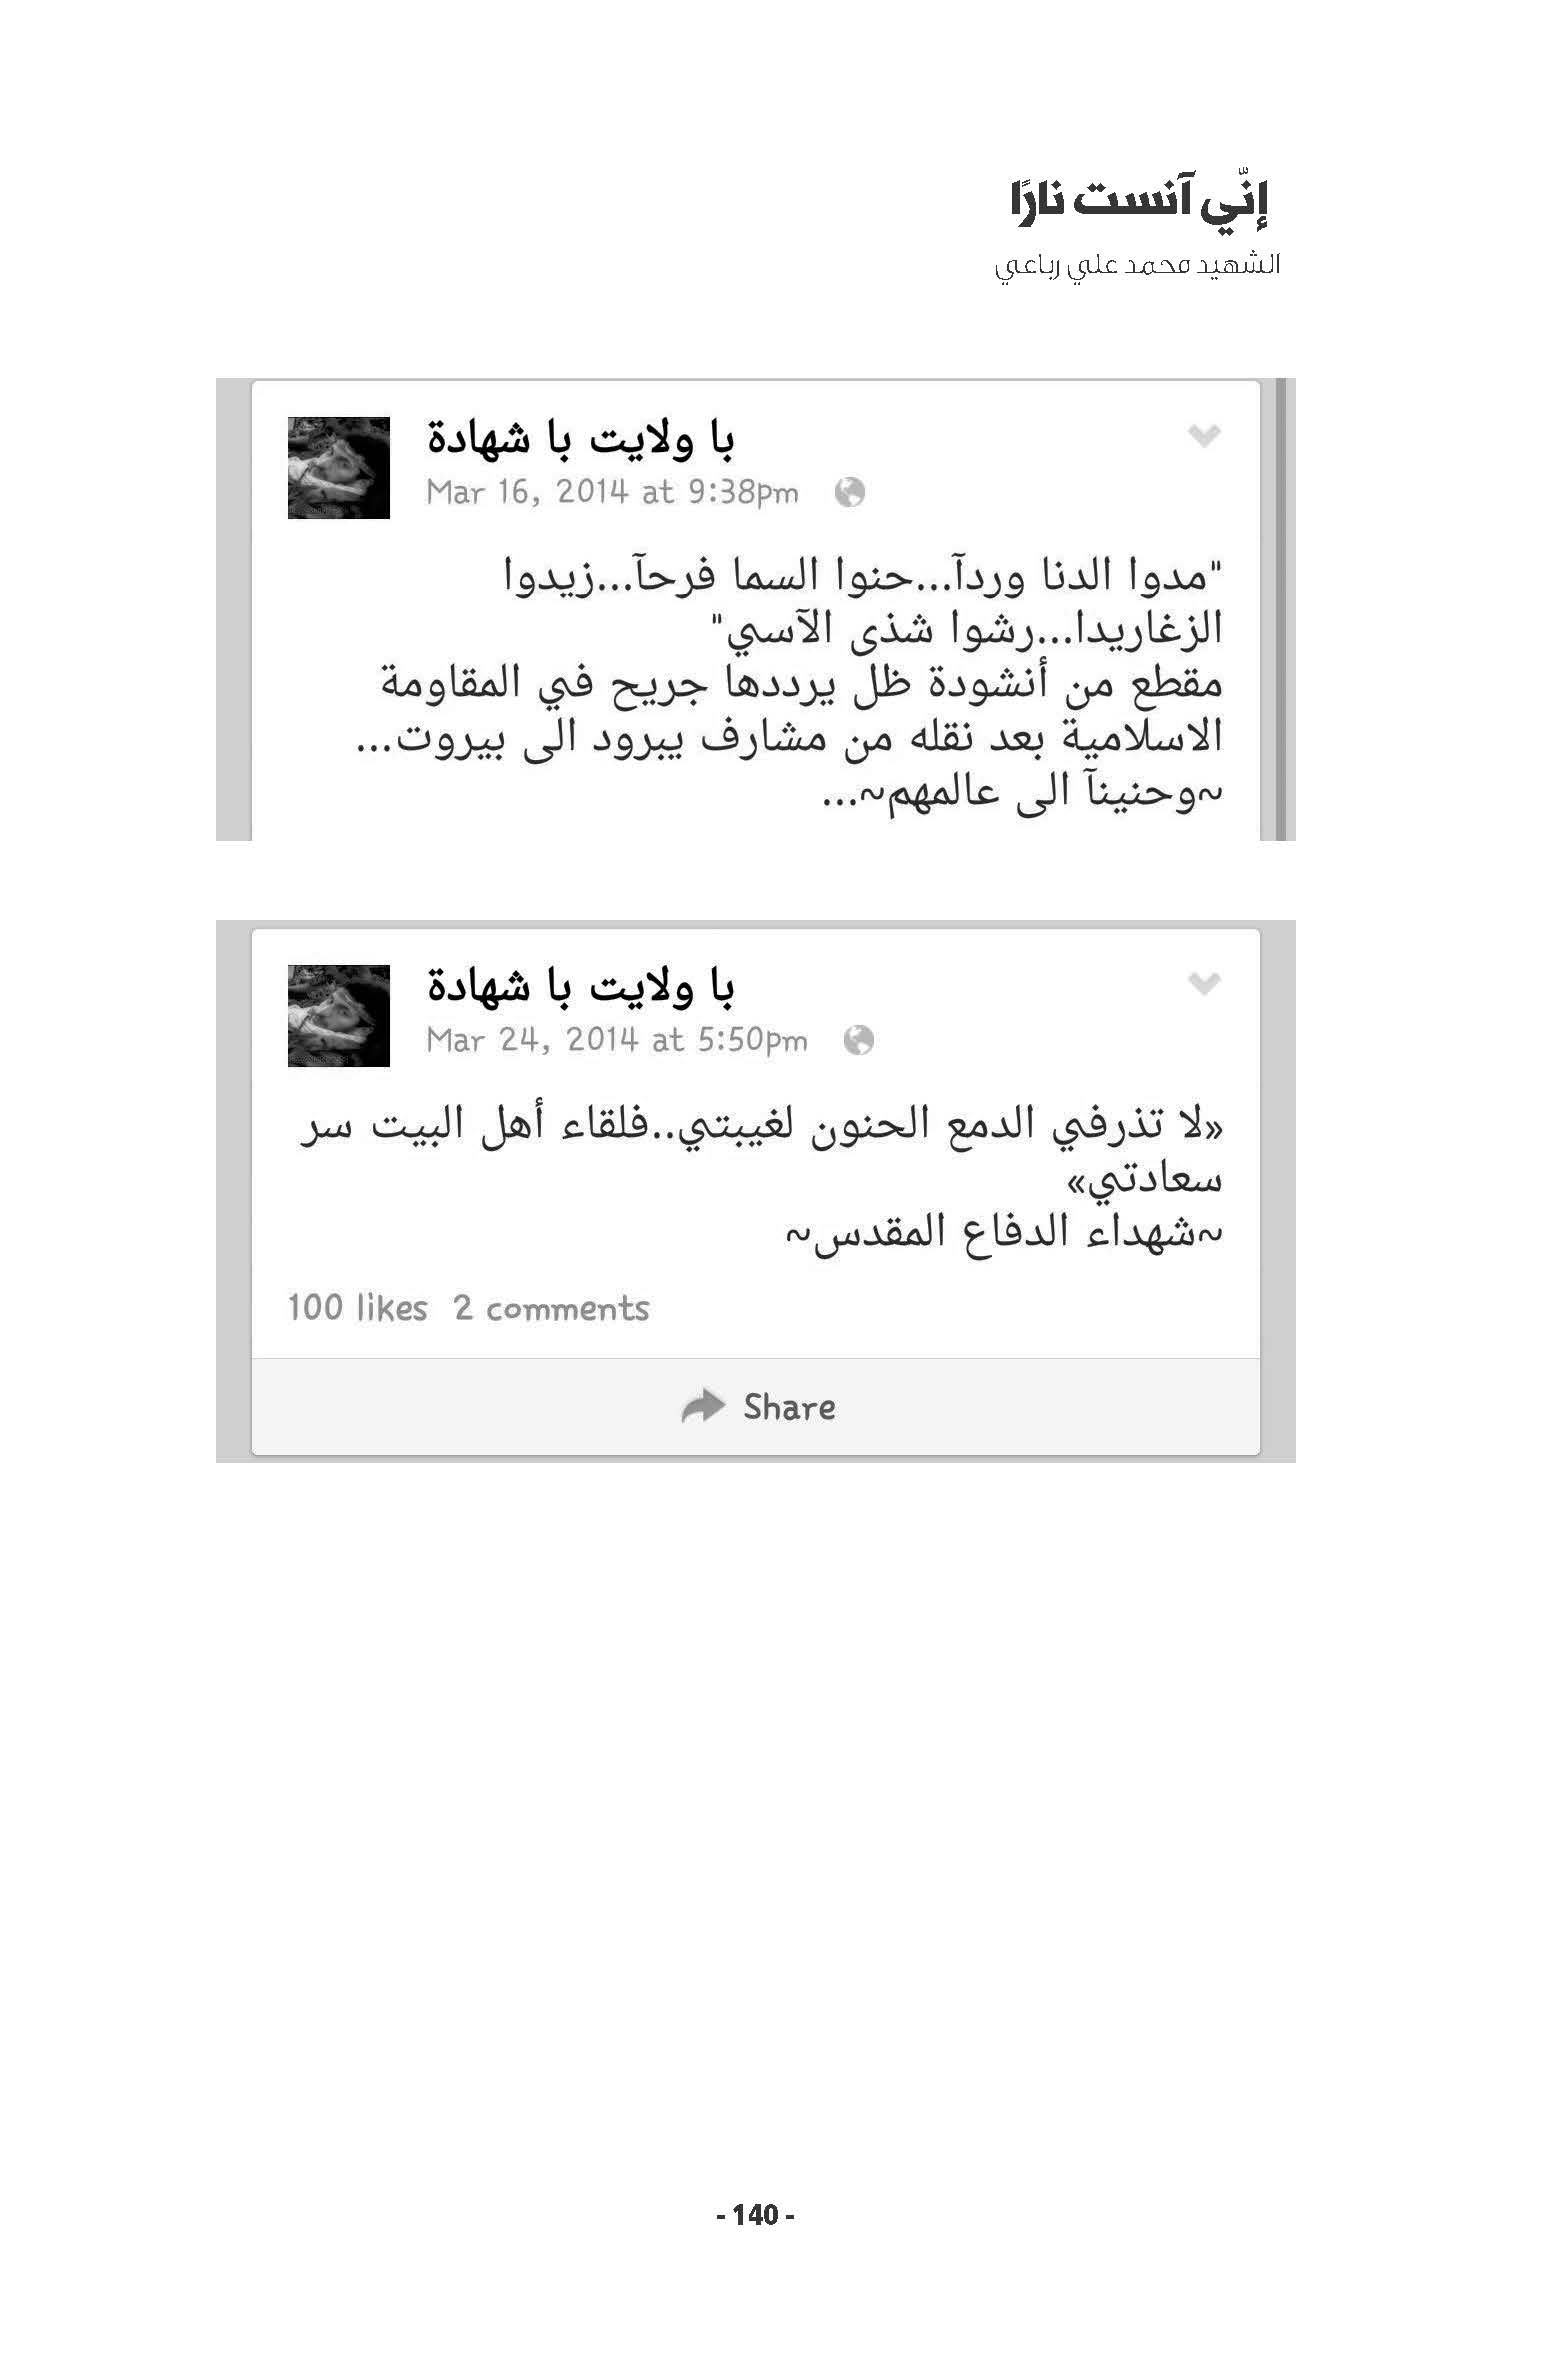 إنّي آنست نارًا
الشهيد محمد علي رباعي
با ولايت با شهادة
Mar 16, 2014 at 9:38pm
"مدوا الدنا وردآ...حنوا السما فرحآ...زيدوا
الزغاريدا...رشوا شذى الآسي"
مقطع من أنشودة ظل يرددها جريح في المقاومة
الاسلامية بعد نقله من مشارف يبرود الى بيروت...
~وحنينآ الى عالمهم~...
با ولايت با شهادة
Mar 24, 2014 at 5:50pm
«لا تذرفي الدمع الحنون لغيبتي..فلقاء أهل البيت سر
سعادتي»
~شهداء الدفاع المقدس~
100 likes 2 comments
Share
- 140 -